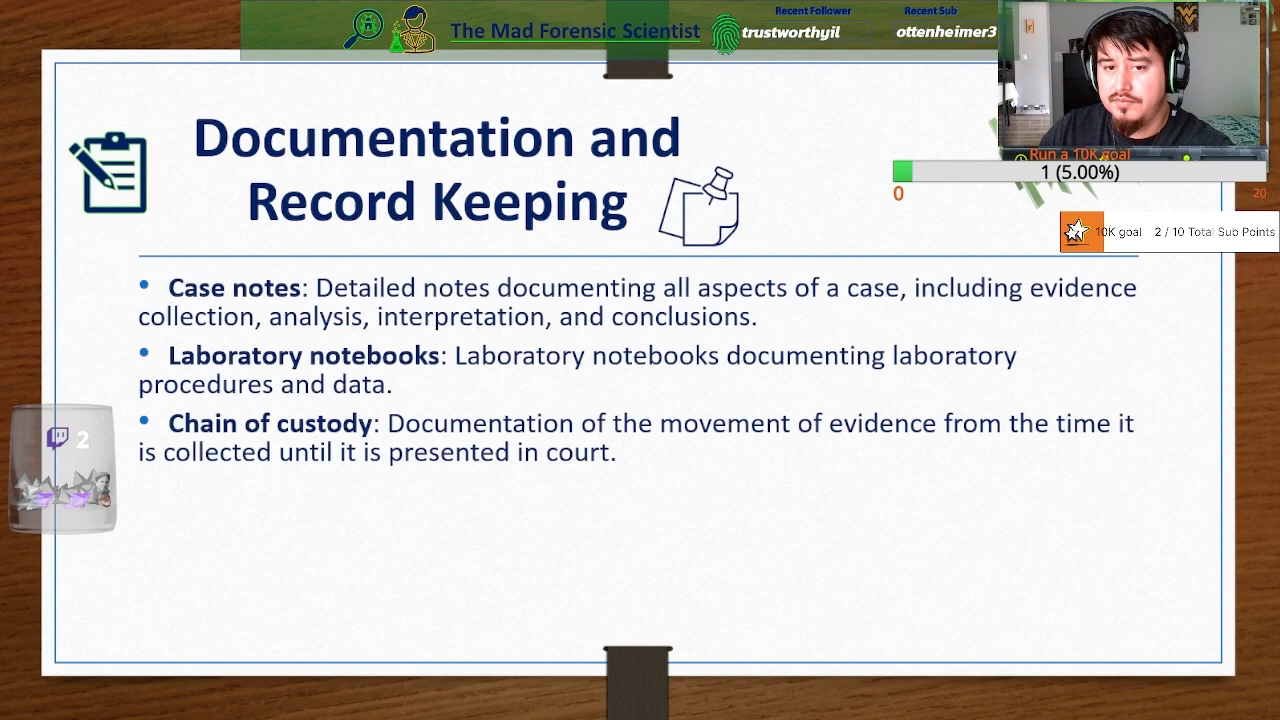 Recent Follower
Recent Sub
The Mad Forensic Scientist
trustworthyil
ottenheimer3
Documentation and
Record Keeping
Run a 10K goal
1 (5.00%)
0
20
10K goal 2 / 10 Total Sub Points
• Case notes: Detailed notes documenting all aspects of a case, including evidence
collection, analysis, interpretation, and conclusions.
• Laboratory notebooks: Laboratory notebooks documenting laboratory
procedures and data.
• Chain of custody: Documentation of the movement of evidence from the time it
is collected until it is presented in court.
2